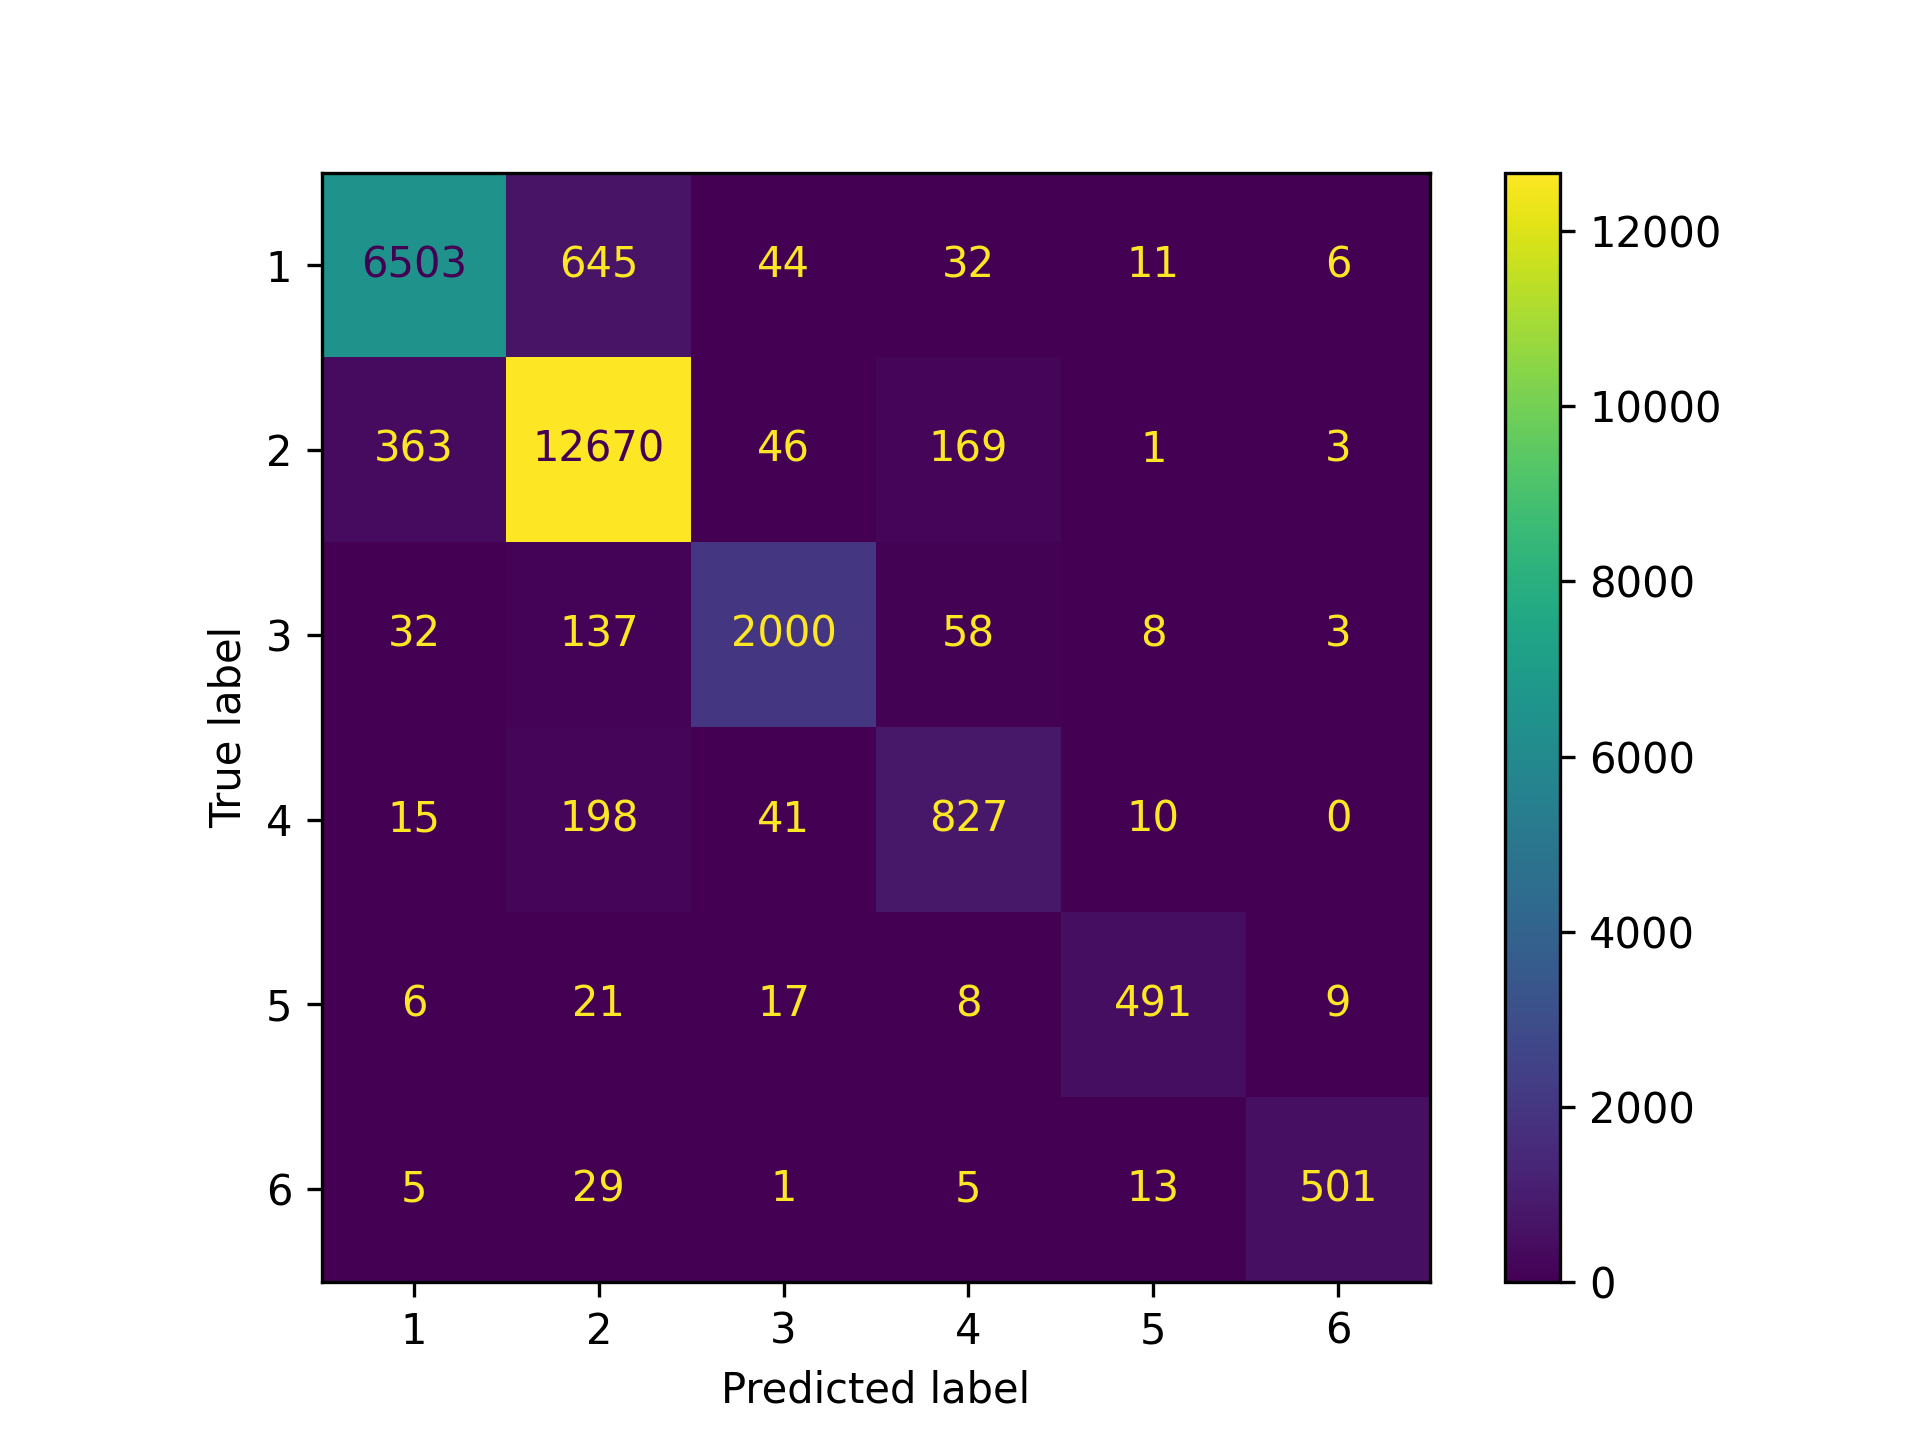 1 6503 645 44 32 11 6
2 363 12670 46 169 1 3
3 32 137 2000 58 8 3
4 15 198 41 827 10 0
5 6 21 17 8 491 9
6 5 29 1 5 13 501
1 2 3 4 5 6
Predicted label
True label
12000
10000
8000
6000
4000
2000
0